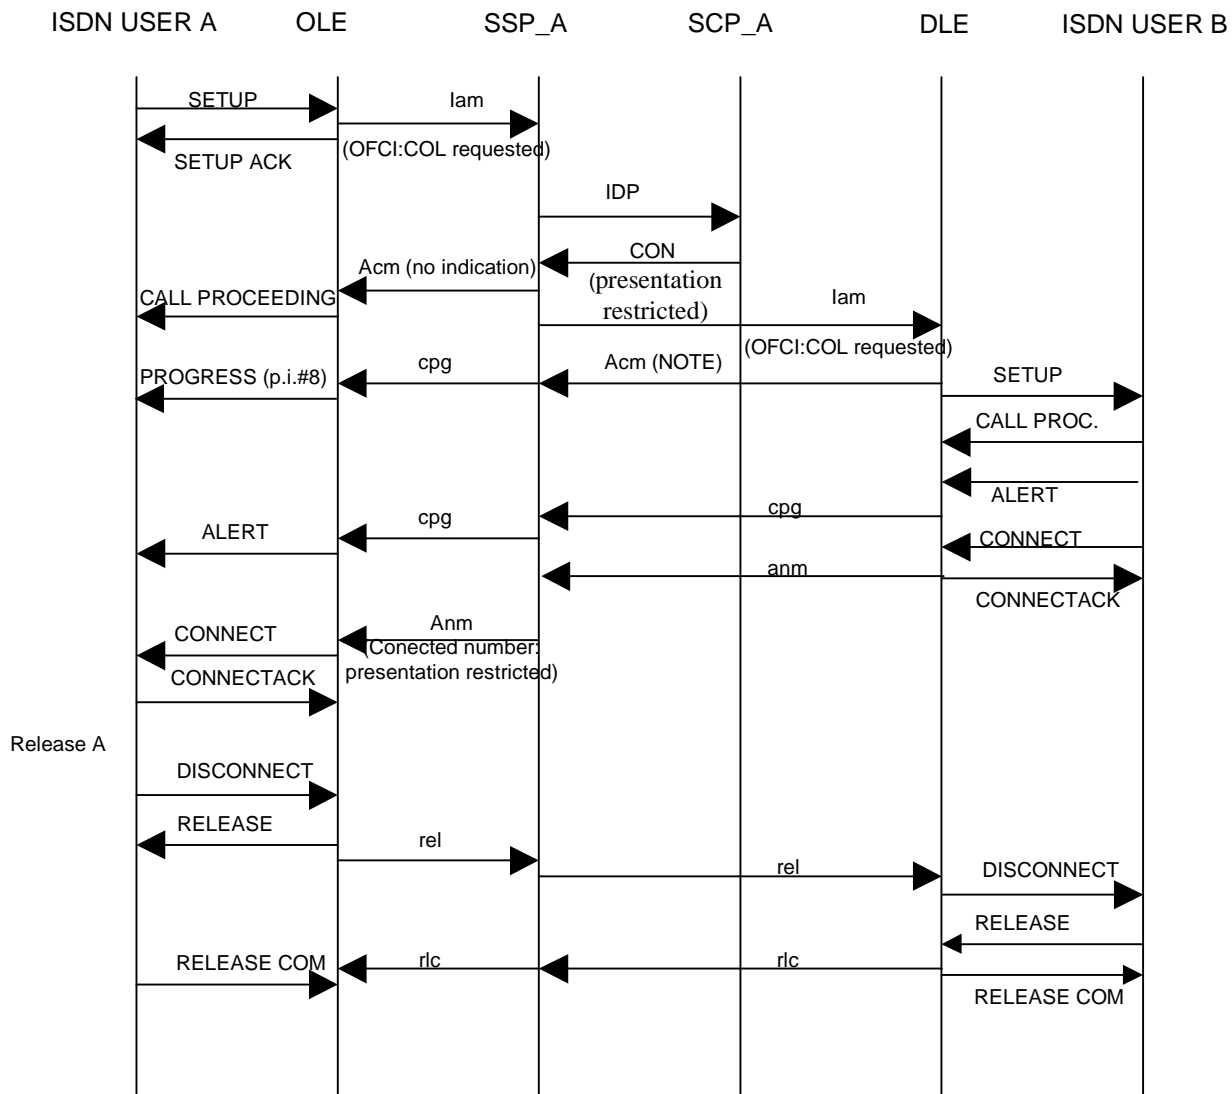 ISDN USER A OLE SSP_A SCP_A DLE ISDN USER B
SETUP
Iam
SETUP ACK
(OFCI:COL requested)
IDP
CON
(presentation
restricted)
Acm (no indication)
CALL PROCEEDING
Iam
(OFCI:COL requested)
PROGRESS (p.i.#8)
cpg
Acm (NOTE)
SETUP
CALL PROC.
ALERT
cpg
cpg
ALERT
CONNECT
anm
CONNECTACK
Anm
(Conected number:
presentation restricted)
CONNECT
CONNECTACK
Release A
DISCONNECT
RELEASE
rel
rel
DISCONNECT
RELEASE
RELEASE COM
rlc
rlc
RELEASE COM